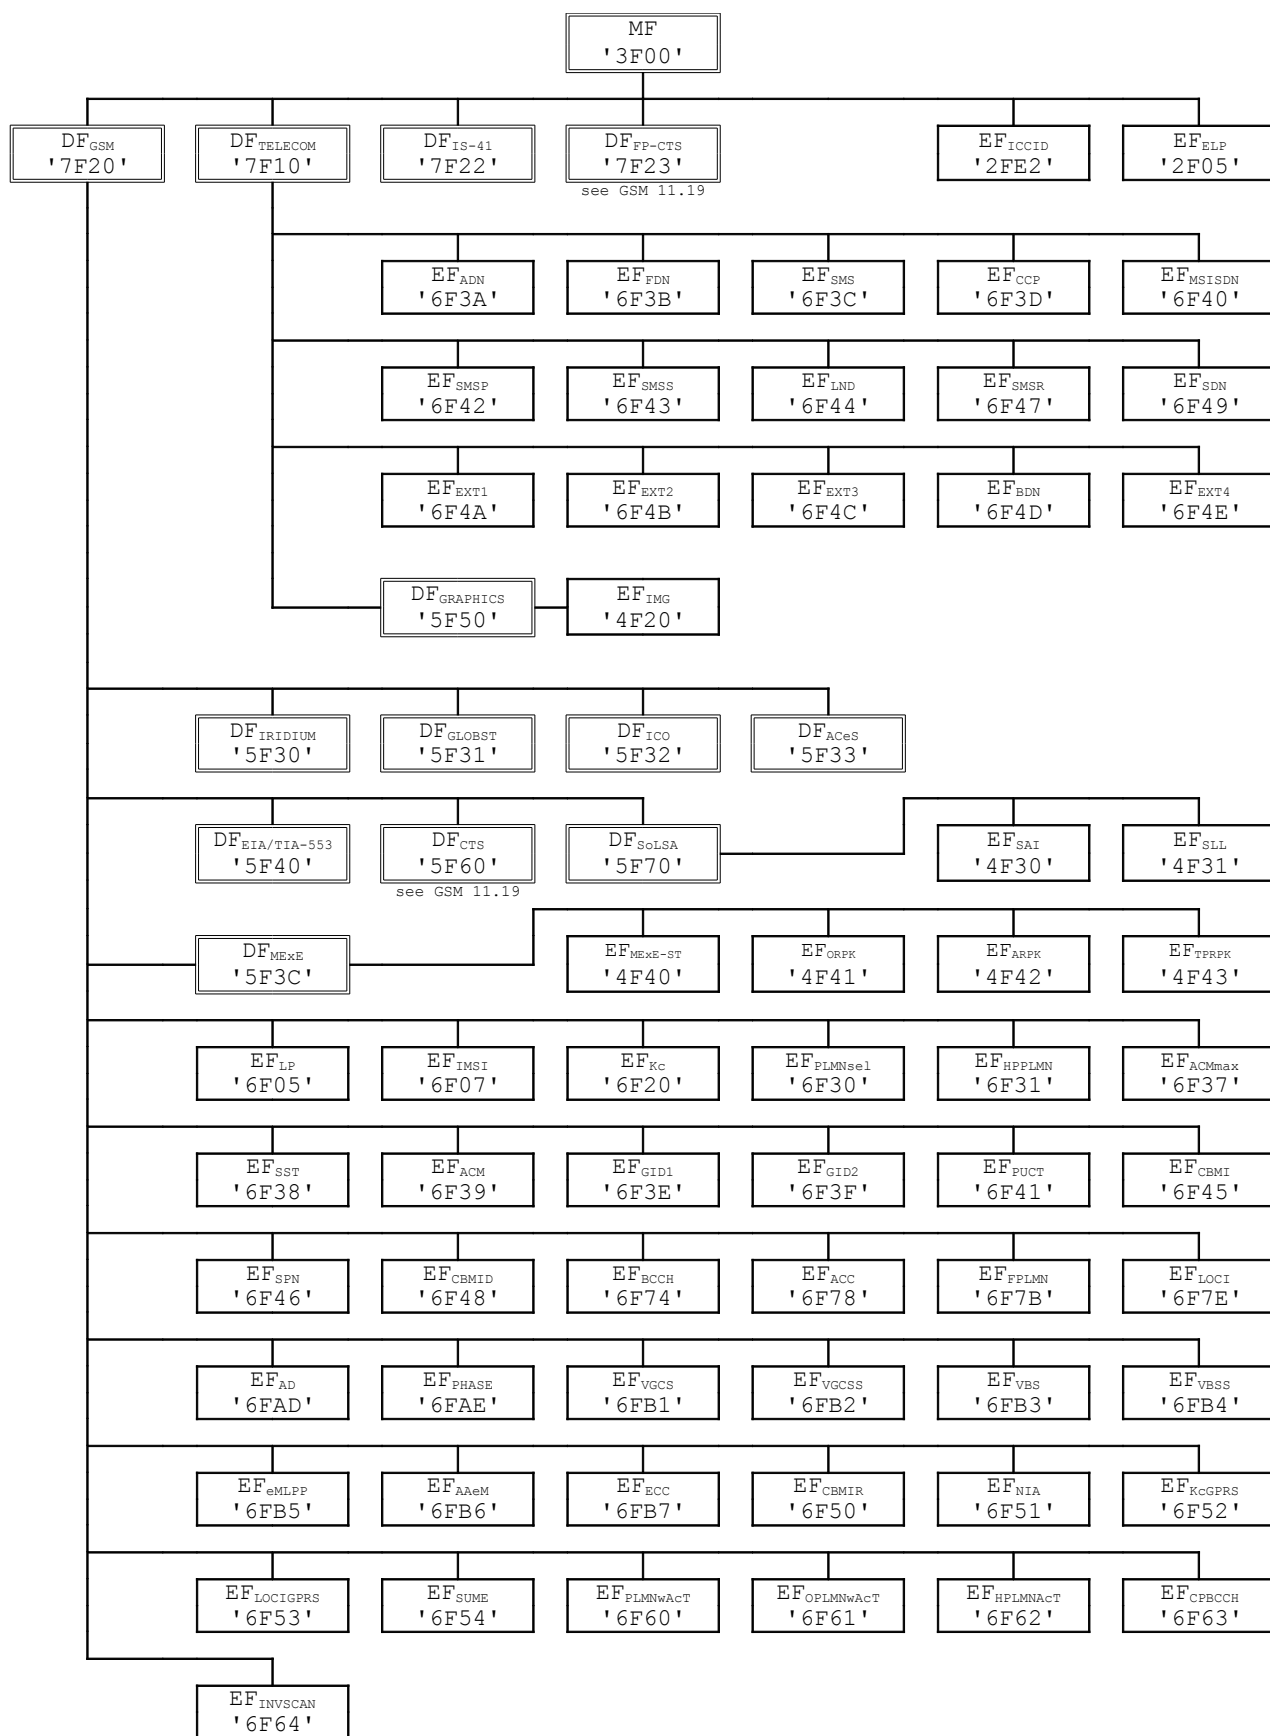 MF
'3F00'
DFGSM DFTELECOM DFIS-41 DFFP-CTS EFICCID EFELP
'7F20' '7F10' '7F22' '7F23' '2FE2' '2F05'
see GSM 11.19
EFADN EFFDN EFSMS EFCCP EFMSISDN
'6F3A' '6F3B' '6F3C' '6F3D' '6F40'
EFSMSP EFSMSS EFLND EFSMSR EFSDN
'6F42' '6F43' '6F44' '6F47' '6F49'
EFEXT1 EFEXT2 EFEXT3 EFBDN EFEXT4
'6F4A' '6F4B' '6F4C' '6F4D' '6F4E'
DFGRAPHICS EFIMG
'5F50' '4F20'
DFIRIDIUM DFGLOBST DFICO DFACeS
'5F30' '5F31' '5F32' '5F33'
DFEIA/TIA-553 DFCTS DFSoLSA EFSAI EFSLL
'5F40' '5F60' '5F70' '4F30' '4F31'
see GSM 11.19
DFMExE EFMExE-ST EFORPK EFARPK EFTPRPK
'5F3C' '4F40' '4F41' '4F42' '4F43'
EFLP EFIMSI EFKc EFPLMNsel EFHPPLMN EFACMmax
'6F05' '6F07' '6F20' '6F30' '6F31' '6F37'
EFSST EFACM EFGID1 EFGID2 EFPUCT EFCBMI
'6F38' '6F39' '6F3E' '6F3F' '6F41' '6F45'
EFSPN EFCBMID EFBCCH EFACC EFFPLMN EFLOCI
'6F46' '6F48' '6F74' '6F78' '6F7B' '6F7E'
EFAD EFPHASE EFVGCS EFVGCSS EFVBS EFVBSS
'6FAD' '6FAE' '6FB1' '6FB2' '6FB3' '6FB4'
EFeMLPP EFAAeM EFECC EFCBMIR EFNIA EFKcGPRS
'6FB5' '6FB6' '6FB7' '6F50' '6F51' '6F52'
EFLOCIGPRS EFSUME EFPLMNwAcT EFOPLMNwAcT EFHPLMNAcT EFCPBCCH
'6F53' '6F54' '6F60' '6F61' '6F62' '6F63'
EFINVSCAN
'6F64'